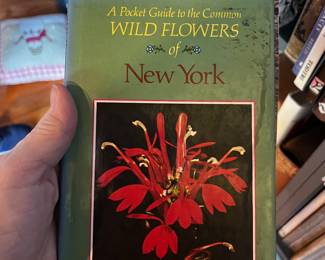 A Pocket Guide to the Common
WILD FLOWERS
of
New York